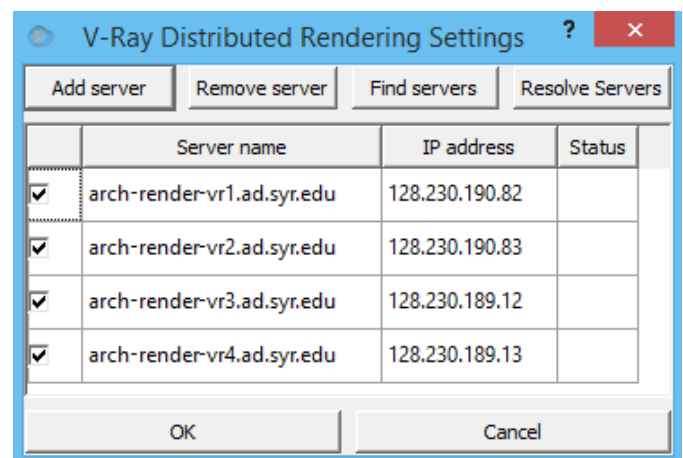 V-Ray Distributed Rendering Settings ? ×
Add server Remove server Find servers Resolve Servers
Server name IP address Status
arch-render-vr1.ad.syr.edu 128.230.190.82
arch-render-vr2.ad.syr.edu 128.230.190.83
arch-render-vr3.ad.syr.edu 128.230.189.12
arch-render-vr4.ad.syr.edu 128.230.189.13
OK Cancel